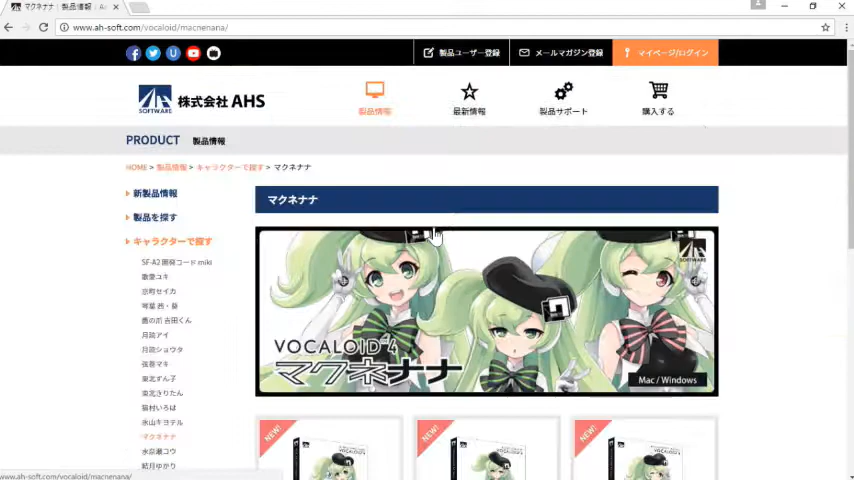 マクネナナ | 製品情報 | A
www.ah-soft.com/vocaloid/macnenana/
製品ユーザー登録
メールマガジン登録
マイページ/ログイン
AHS SOFTWARE
株式会社 AHS
製品情報
最新情報
製品サポート
購入する
PRODUCT 製品情報
HOME > 製品情報 > キャラクターで探す > マクネナナ
新製品情報
製品を探す
キャラクターで探す
SF-A2 開発コード miki
歌愛ユキ
京町セイカ
琴葉 茜・葵
鷹の爪 吉田くん
月読アイ
月読ショウタ
弦巻マキ
東北ずん子
東北きりたん
猫村いろは
氷山キヨテル
マクネナナ
水奈瀬コウ
結月ゆかり
マクネナナ
SOFTWARE
VOCALOID™4
マクネナナ
Mac / Windows
NEW!
NEW!
NEW!
www.ah-soft.com/vocaloid/macnenana/